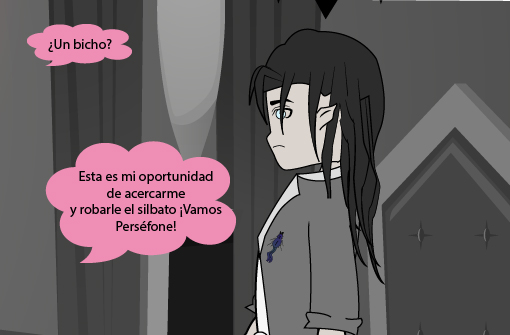 ¿Un bicho?
Esta es mi oportunidad
de acercarme
y robarle el silbato ¡Vamos
Perséfone!